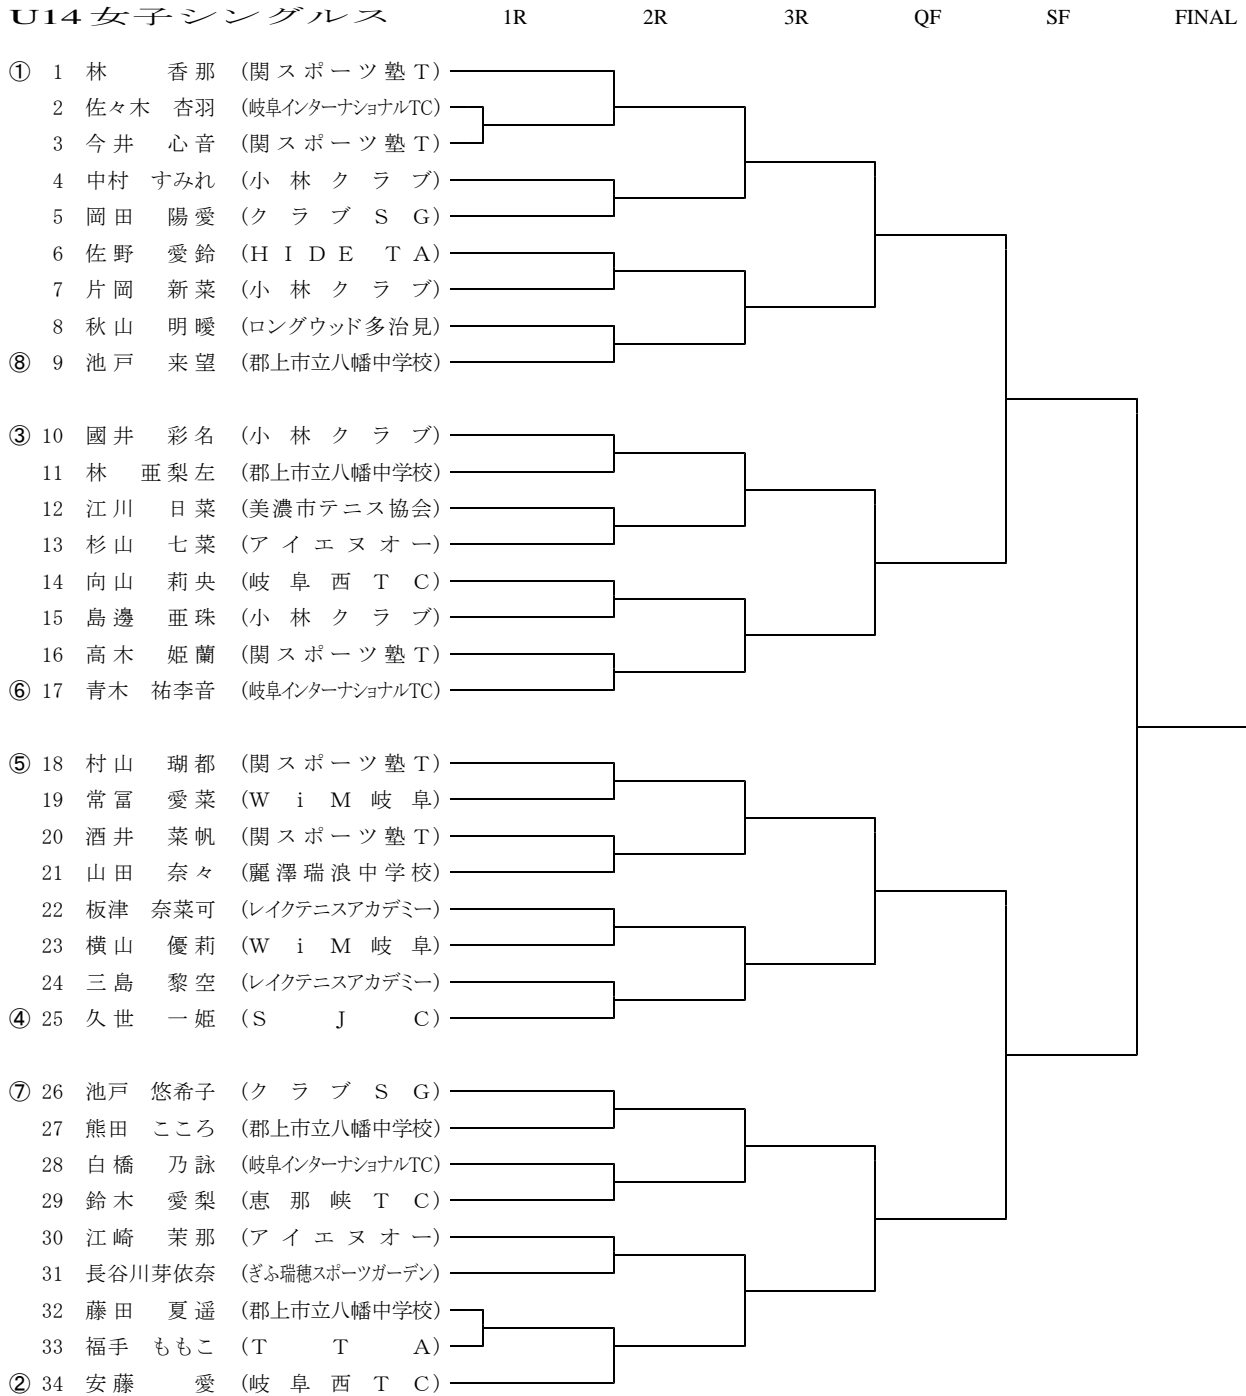 U14女子シングルス 1R 2R 3R QF SF FINAL
① 1 林 香那 (関スポーツ塾T)
2 佐々木 杏羽 (岐阜インターナショナルTC)
3 今井 心音 (関スポーツ塾T)
4 中村 すみれ (小林クラブ)
5 岡田 陽愛 (クラブSG)
6 佐野 愛鈴 (HIDE TA)
7 片岡 新菜 (小林クラブ)
8 秋山 明曖 (ロングウッド多治見)
⑧ 9 池戸 来望 (郡上市立八幡中学校)
③ 10 國井 彩名 (小林クラブ)
11 林 亜梨左 (郡上市立八幡中学校)
12 江川 日菜 (美濃市テニス協会)
13 杉山 七菜 (アイエヌオー)
14 向山 莉央 (岐阜西TC)
15 島邊 亜珠 (小林クラブ)
16 高木 姫蘭 (関スポーツ塾T)
⑥ 17 青木 祐李音 (岐阜インターナショナルTC)
⑤ 18 村山 瑚都 (関スポーツ塾T)
19 常冨 愛菜 (WiM岐阜)
20 酒井 菜帆 (関スポーツ塾T)
21 山田 奈々 (麗澤瑞浪中学校)
22 板津 奈菜可 (レイクテニスアカデミー)
23 横山 優莉 (WiM岐阜)
24 三島 黎空 (レイクテニスアカデミー)
④ 25 久世 一姫 (SJC)
⑦ 26 池戸 悠希子 (クラブSG)
27 熊田 こころ (郡上市立八幡中学校)
28 白橋 乃詠 (岐阜インターナショナルTC)
29 鈴木 愛梨 (恵那峡TC)
30 江崎 茉那 (アイエヌオー)
31 長谷川芽依奈 (ぎふ瑞穂スポーツガーデン)
32 藤田 夏遥 (郡上市立八幡中学校)
33 福手 ももこ (TTA)
② 34 安藤 愛 (岐阜西TC)